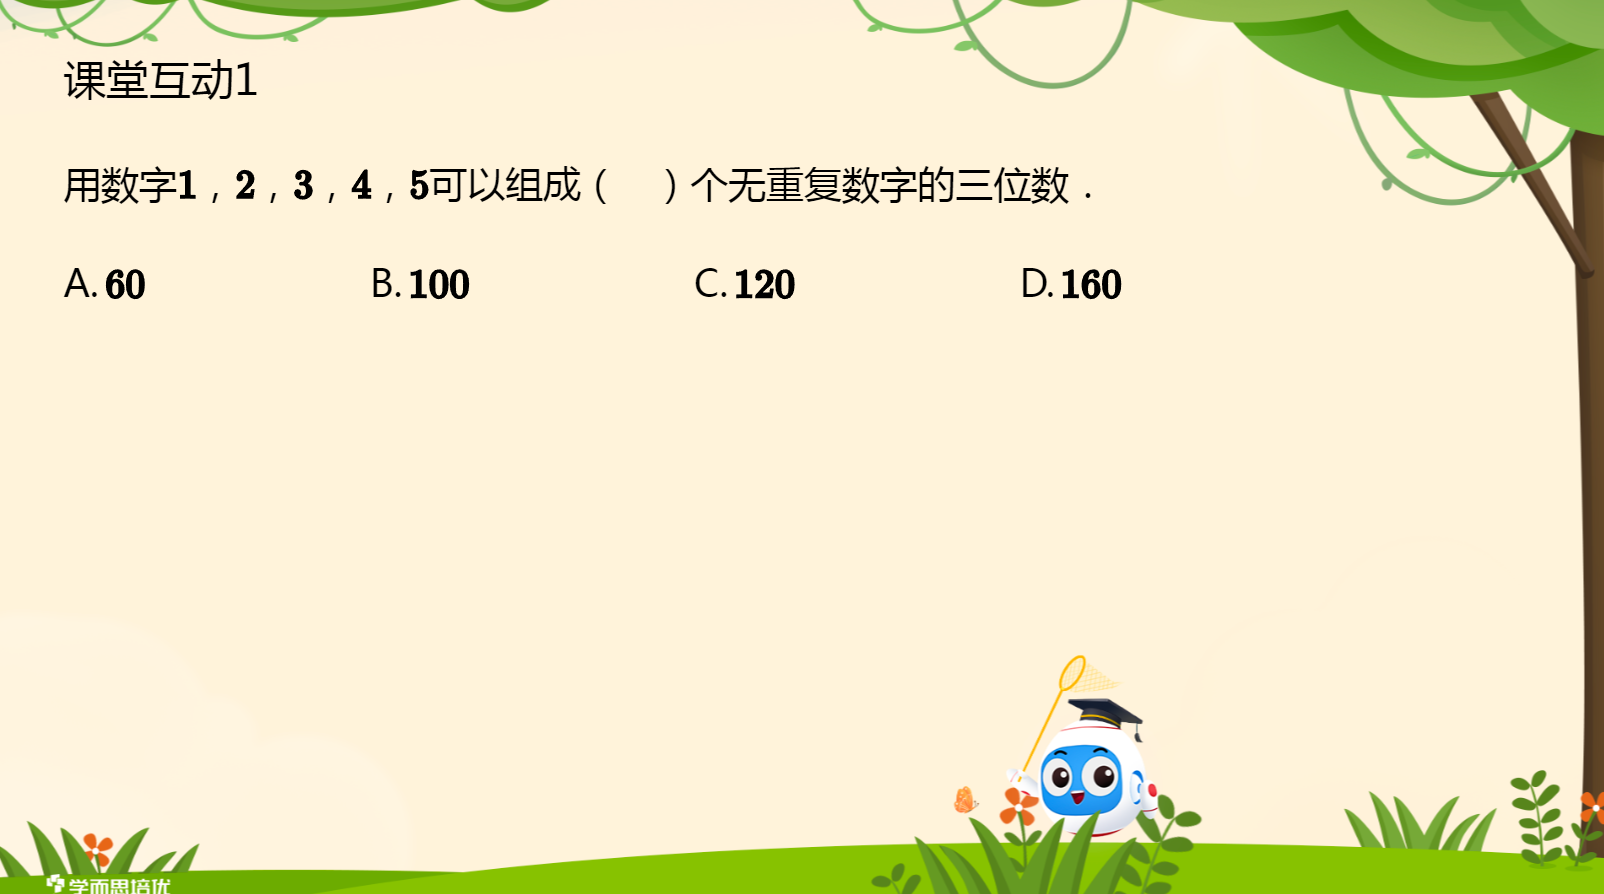 课堂互动1
用数字1，2，3，4，5可以组成（　）个无重复数字的三位数．
A. 60　B. 100　C. 120　D. 160
学而思培优